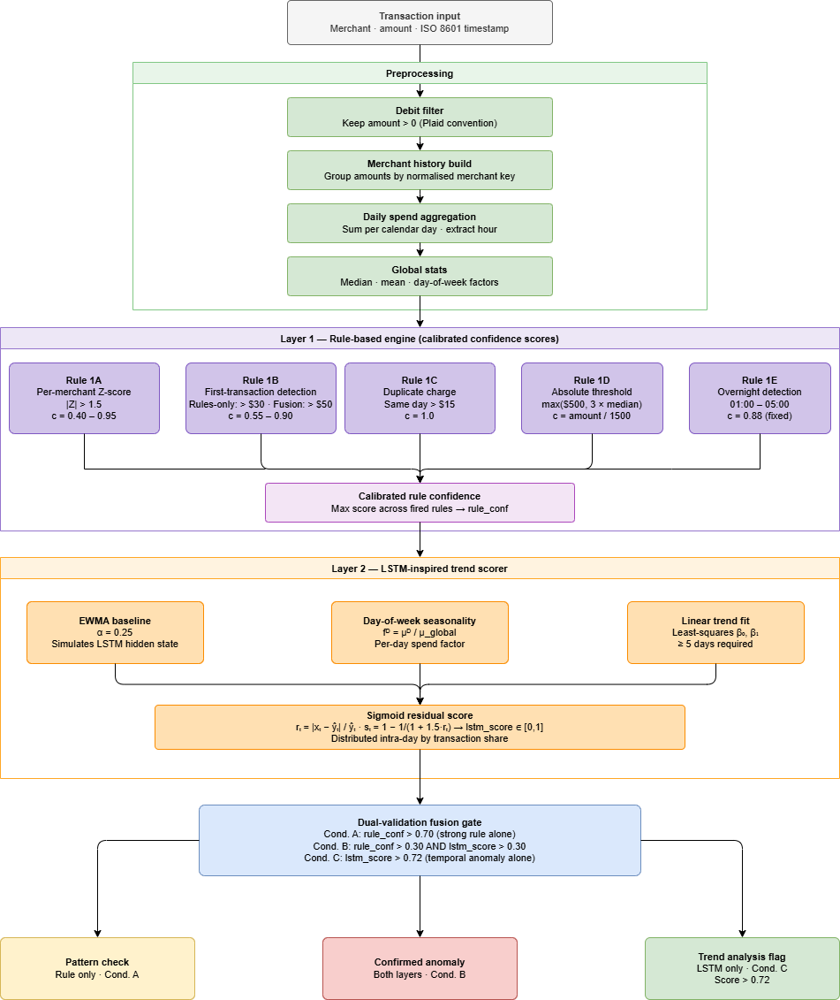 Transaction input
Merchant · amount · ISO 8601 timestamp
Preprocessing
Debit filter
Keep amount > 0 (Plaid convention)
Merchant history build
Group amounts by normalised merchant key
Daily spend aggregation
Sum per calendar day · extract hour
Global stats
Median · mean · day-of-week factors
Layer 1 — Rule-based engine (calibrated confidence scores)
Rule 1A
Per-merchant Z-score
|Z| > 1.5
c = 0.40 – 0.95
Rule 1B
First-transaction detection
Rules-only: > $30 · Fusion: > $50
c = 0.55 – 0.90
Rule 1C
Duplicate charge
Same day > $15
c = 1.0
Rule 1D
Absolute threshold
max($500, 3 × median)
c = amount / 1500
Rule 1E
Overnight detection
01:00 – 05:00
c = 0.88 (fixed)
Calibrated rule confidence
Max score across fired rules → rule_conf
Layer 2 — LSTM-inspired trend scorer
EWMA baseline
α = 0.25
Simulates LSTM hidden state
Day-of-week seasonality
fᴰ = μᴰ / μ_global
Per-day spend factor
Linear trend fit
Least-squares β₀, β₁
≥ 5 days required
Sigmoid residual score
rₜ = |xₜ − ŷₜ| / ŷₜ · sₜ = 1 − 1/(1 + 1.5·rₜ) → lstm_score ∈ [0,1]
Distributed intra-day by transaction share
Dual-validation fusion gate
Cond. A: rule_conf > 0.70 (strong rule alone)
Cond. B: rule_conf > 0.30 AND lstm_score > 0.30
Cond. C: lstm_score > 0.72 (temporal anomaly alone)
Pattern check
Rule only · Cond. A
Confirmed anomaly
Both layers · Cond. B
Trend analysis flag
LSTM only · Cond. C
Score > 0.72